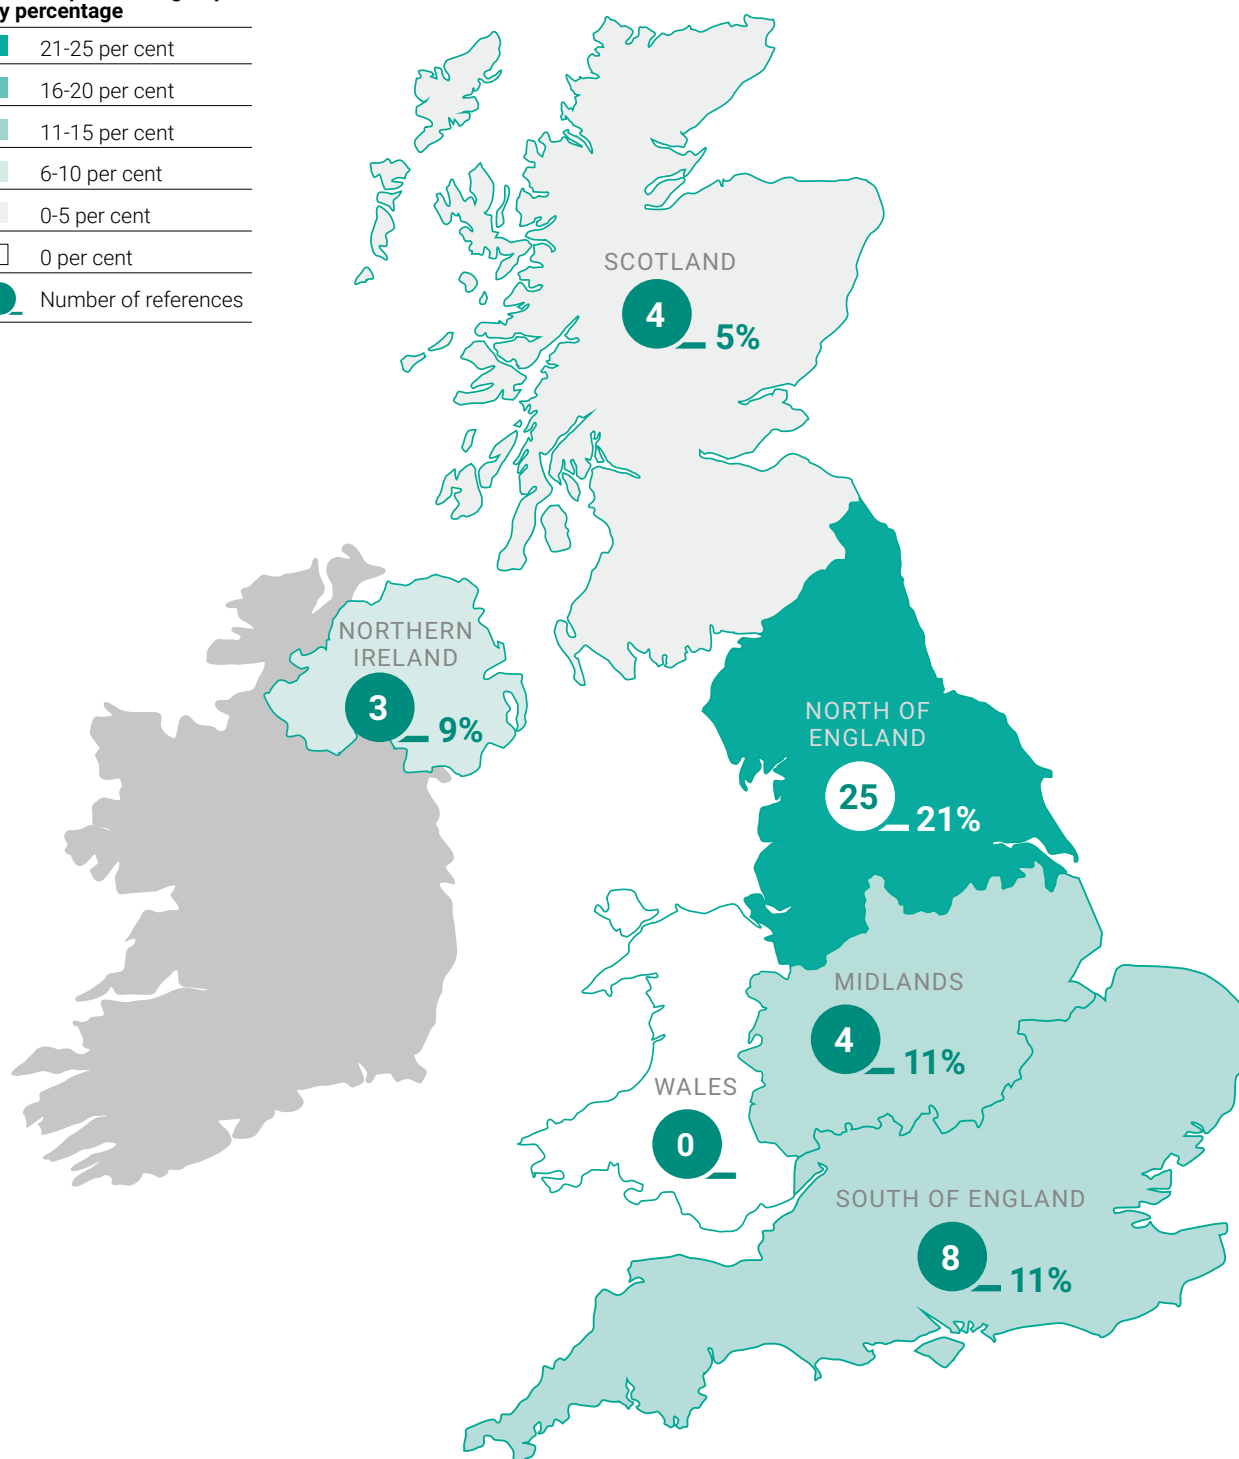 y percentage
21-25 per cent
16-20 per cent
11-15 per cent
6-10 per cent
0-5 per cent
0 per cent
Number of references
SCOTLAND
4
5%
NORTHERN
IRELAND
3
9%
NORTH OF
ENGLAND
25
21%
MIDLANDS
4
11%
WALES
0
SOUTH OF ENGLAND
8
11%